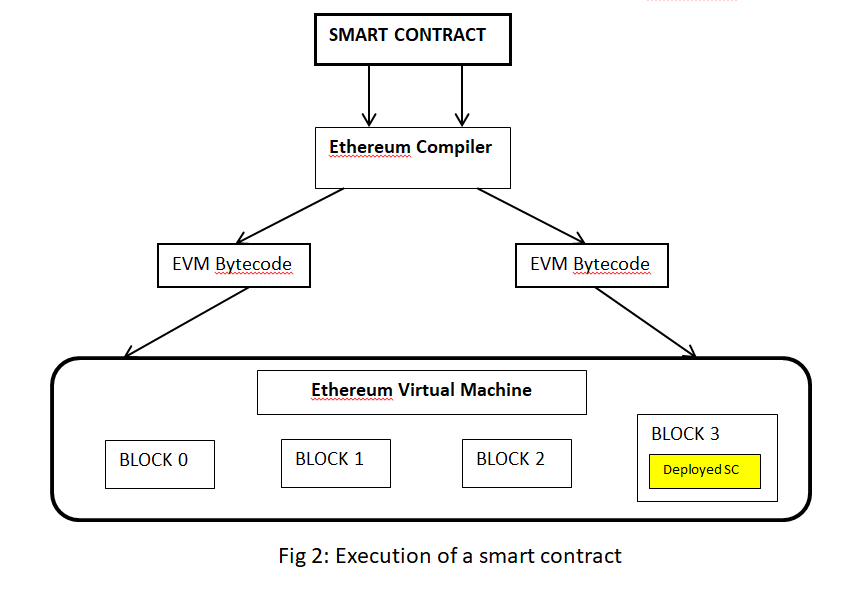 SMART CONTRACT
Ethereum Compiler
EVM Bytecode
EVM Bytecode
Ethereum Virtual Machine
BLOCK 0
BLOCK 1
BLOCK 2
BLOCK 3
Deployed SC
Fig 2: Execution of a smart contract